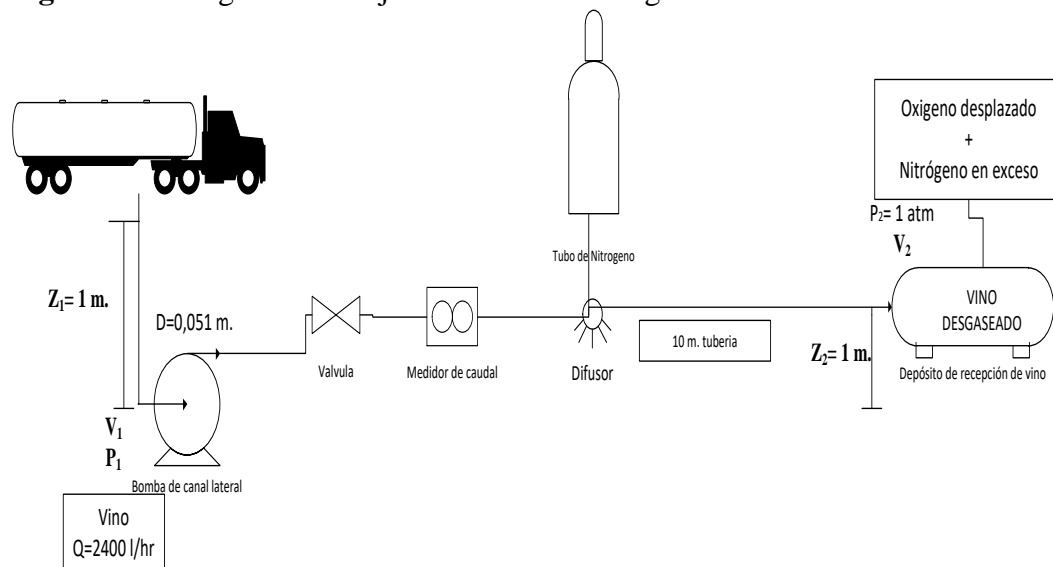 Oxigeno desplazado
+
Nitrógeno en exceso
P₂= 1 atm
V₂
Tubo de Nitrogeno
Z₁= 1 m.
D=0,051 m.
VINO
DESGASEADO
10 m. tuberia
Z₂= 1 m.
Valvula
Medidor de caudal
Difusor
Depósito de recepción de vino
V₁
P₁
Bomba de canal lateral
Vino
Q=2400 l/hr